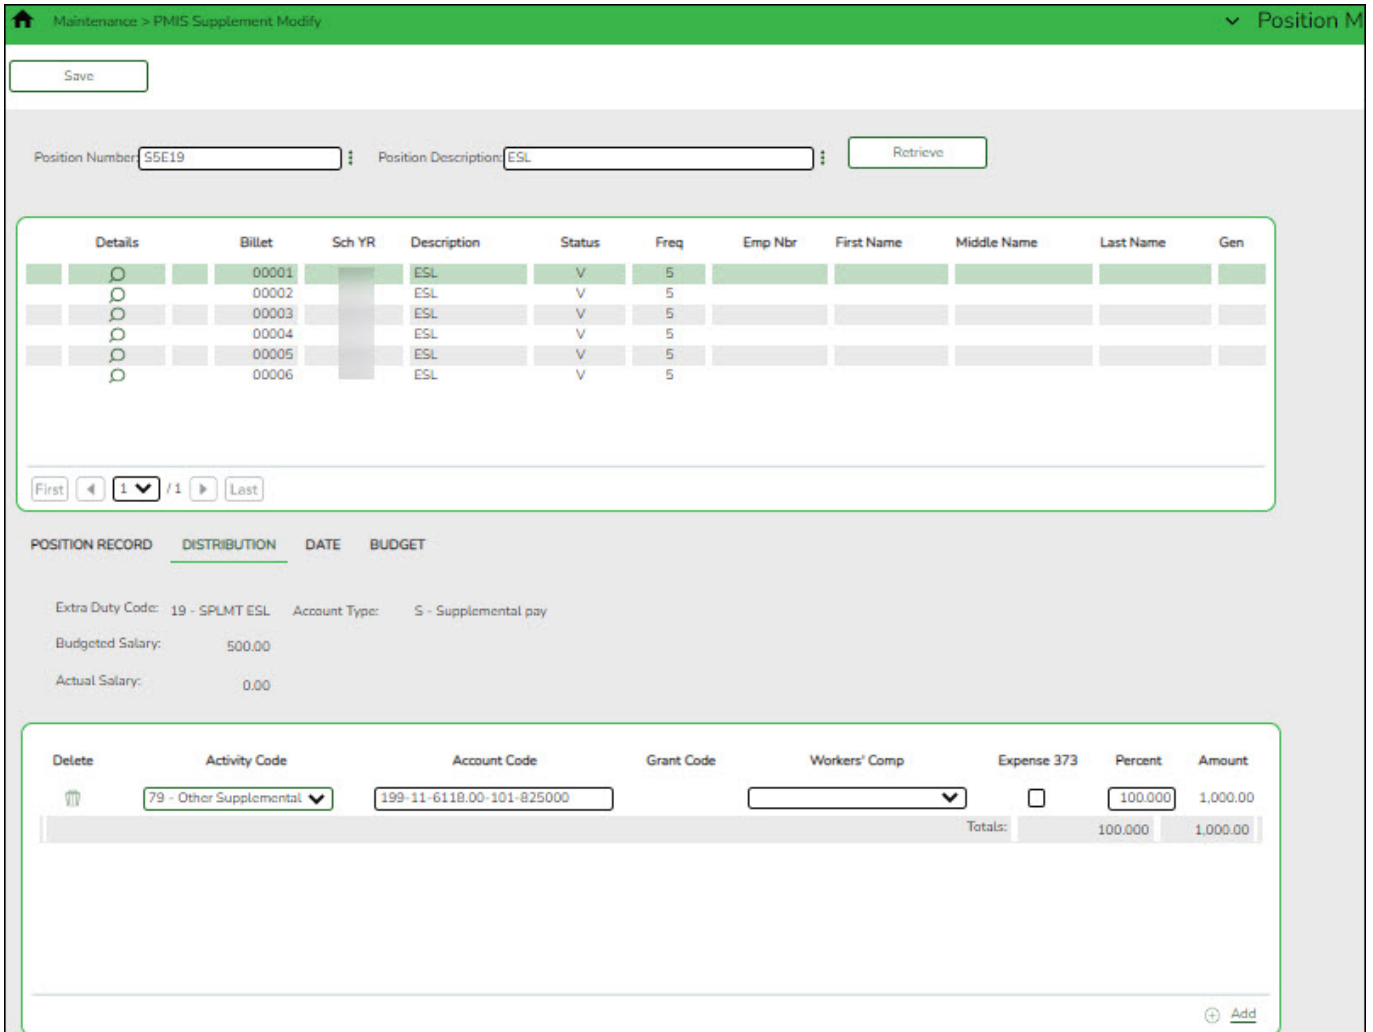 Maintenance > PMIS Supplement Modify
Position M
Save
Position Number: S5E19 Position Description: ESL Retrieve
Details Billet Sch YR Description Status Freq Emp Nbr First Name Middle Name Last Name Gen
00001 ESL V 5
00002 ESL V 5
00003 ESL V 5
00004 ESL V 5
00005 ESL V 5
00006 ESL V 5
First 1 / 1 Last
POSITION RECORD DISTRIBUTION DATE BUDGET
Extra Duty Code: 19 - SPLMT ESL Account Type: S - Supplemental pay
Budgeted Salary: 500.00
Actual Salary: 0.00
Delete Activity Code Account Code Grant Code Workers' Comp Expense 373 Percent Amount
79 - Other Supplemental 199-11-6118.00-101-825000 100.000 1,000.00
Totals: 100.000 1,000.00
Add